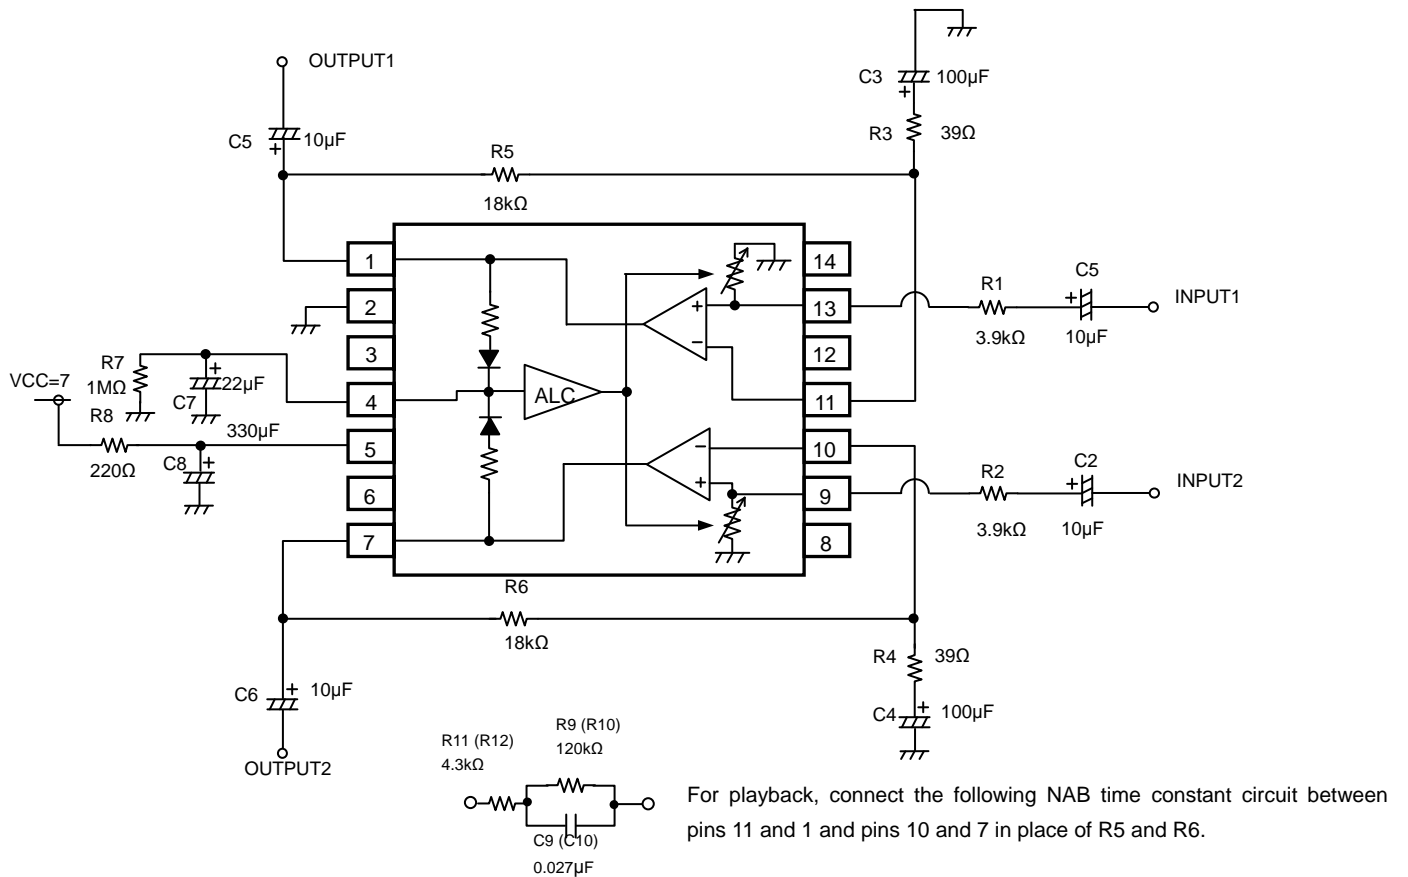 OUTPUT1
C3 100µF
C5 10µF
R3 39Ω
R5
18kΩ
1
14
C5
R1
INPUT1
2
+
13
+
3.9kΩ
10µF
−
3
12
R7
VCC=7
1MΩ
22µF
C7
4
ALC
11
R8
330µF
5
−
10
C8
220Ω
C2
R2
INPUT2
6
+
9
3.9kΩ
10µF
7
8
R6
18kΩ
R4 39Ω
C6 10µF
C4 100µF
OUTPUT2
R9 (R10)
R11 (R12)
120kΩ
4.3kΩ
For playback, connect the following NAB time constant circuit between
pins 11 and 1 and pins 10 and 7 in place of R5 and R6.
C9 (C10)
0.027µF